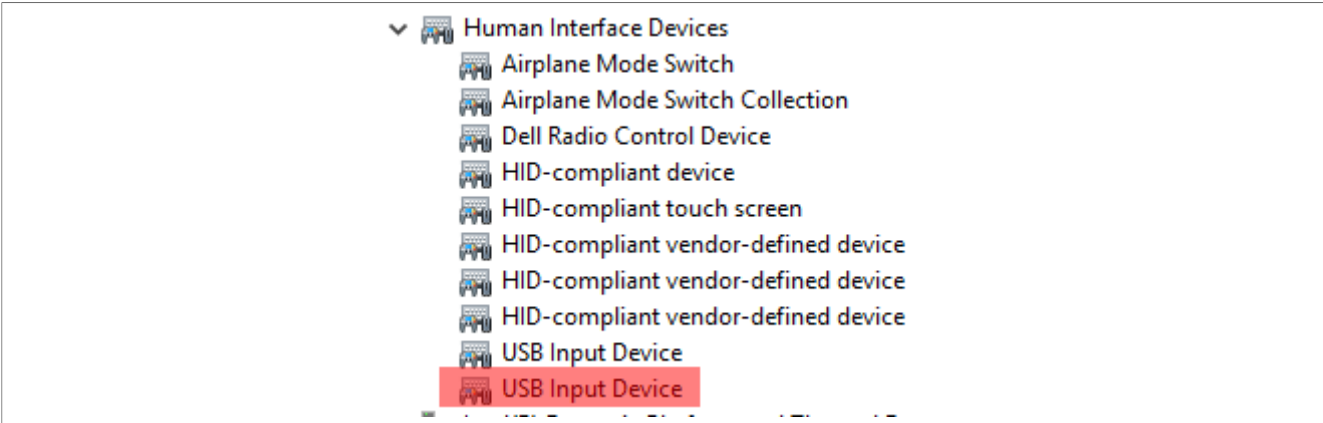 Human Interface Devices
Airplane Mode Switch
Airplane Mode Switch Collection
Dell Radio Control Device
HID-compliant device
HID-compliant touch screen
HID-compliant vendor-defined device
HID-compliant vendor-defined device
HID-compliant vendor-defined device
USB Input Device
USB Input Device